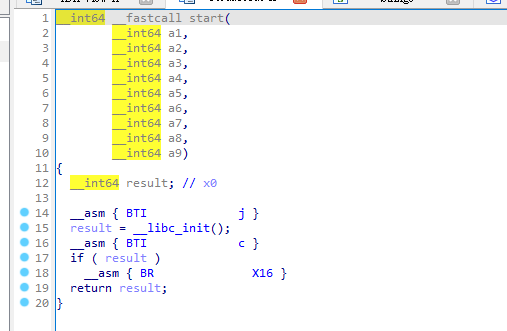 1 __int64 __fastcall start(
2 __int64 a1,
3 __int64 a2,
4 __int64 a3,
5 __int64 a4,
6 __int64 a5,
7 __int64 a6,
8 __int64 a7,
9 __int64 a8,
10 __int64 a9)
11 {
12 __int64 result; // x0
13
14 __asm { BTI j }
15 result = __libc_init();
16 __asm { BTI c }
17 if ( result )
18 __asm { BR X16 }
19 return result;
20 }